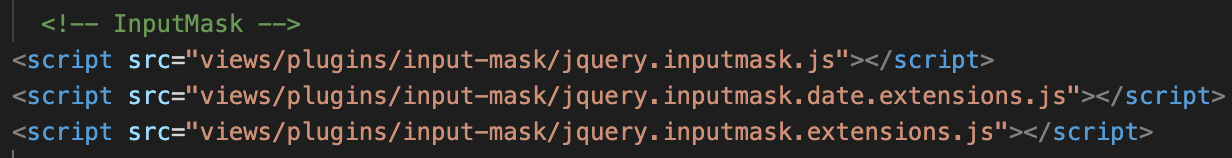 <!-- InputMask -->
<script src="views/plugins/input-mask/jquery.inputmask.js"></script>
<script src="views/plugins/input-mask/jquery.inputmask.date.extensions.js"></script>
<script src="views/plugins/input-mask/jquery.inputmask.extensions.js"></script>